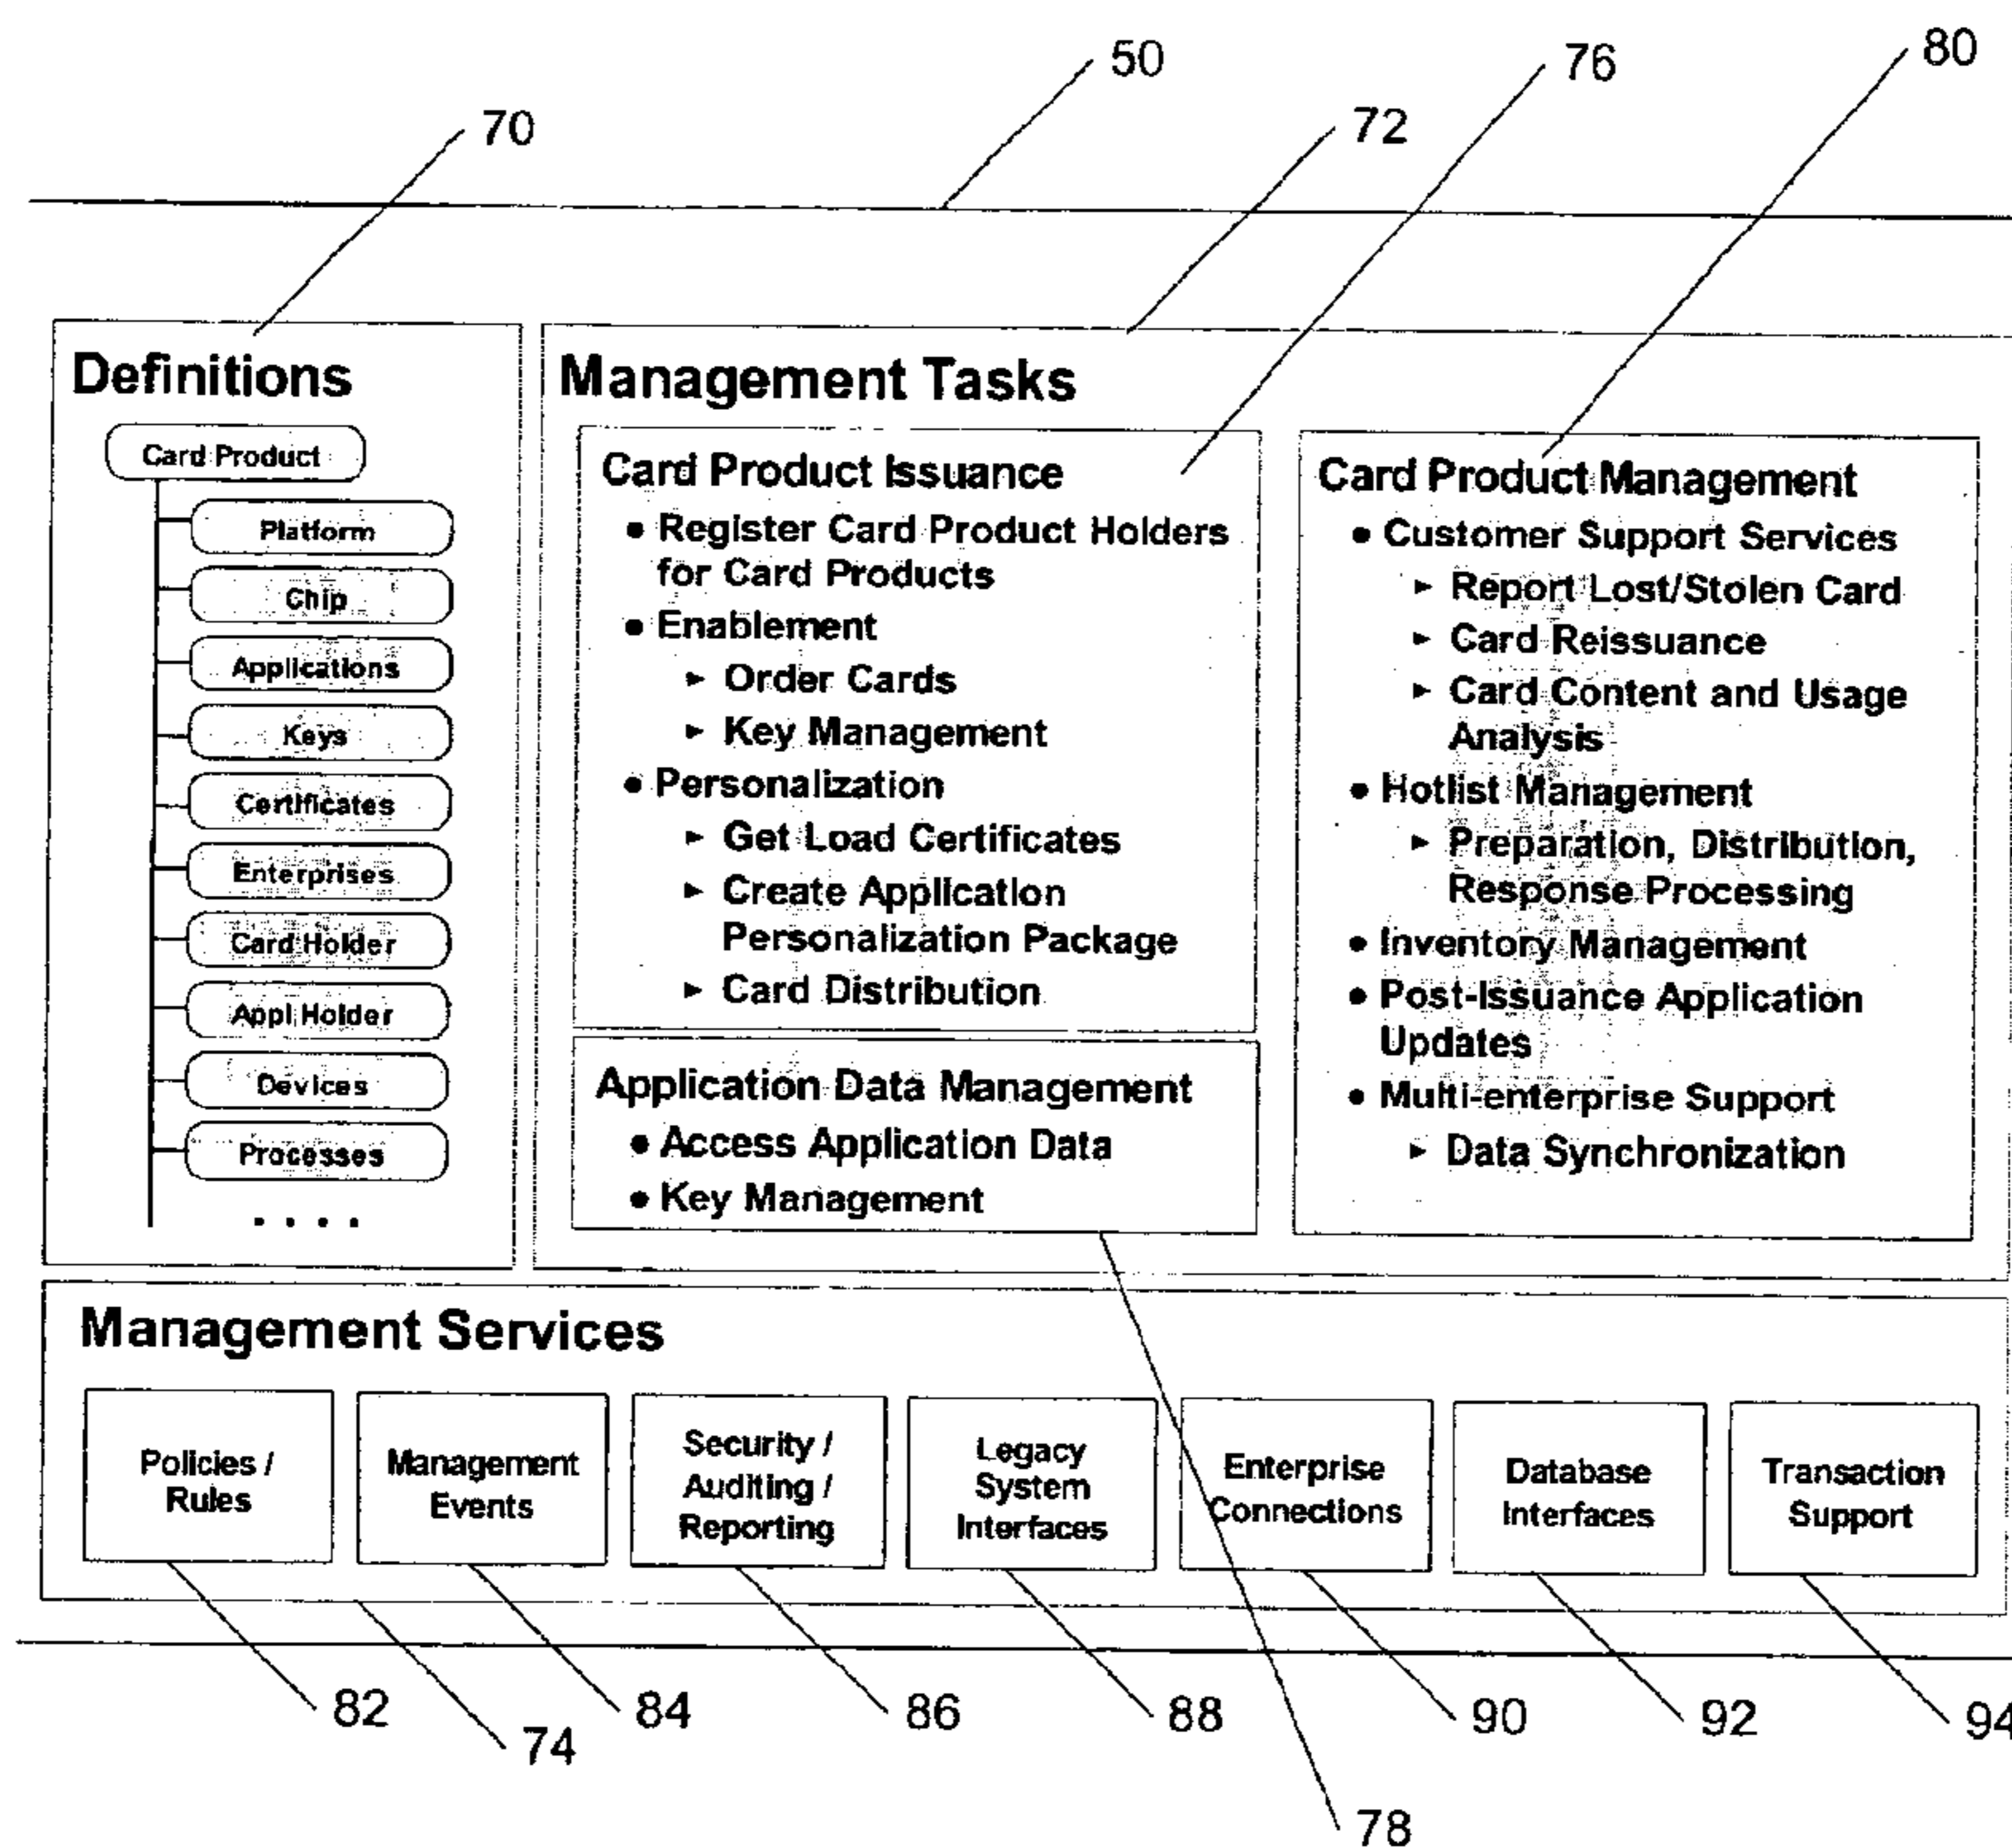 50
76
80
70
72
Definitions
Card Product
Platform
Chip
Applications
Keys
Certificates
Enterprises
Card Holder
Appl Holder
Devices
Processes
. . . .
Management Tasks
Card Product Issuance
• Register Card Product Holders
for Card Products
• Enablement
► Order Cards
► Key Management
• Personalization
► Get Load Certificates
► Create Application
Personalization Package
► Card Distribution
Application Data Management
• Access Application Data
• Key Management
Card Product Management
• Customer Support Services
► Report Lost/Stolen Card
► Card Reissuance
► Card Content and Usage
Analysis
• Hotlist Management
► Preparation, Distribution,
Response Processing
• Inventory Management
• Post-Issuance Application
Updates
• Multi-enterprise Support
► Data Synchronization
Management Services
Policies /
Rules
Management
Events
Security /
Auditing /
Reporting
Legacy
System
Interfaces
Enterprise
Connections
Database
Interfaces
Transaction
Support
82
74
84
86
88
90
92
94
78